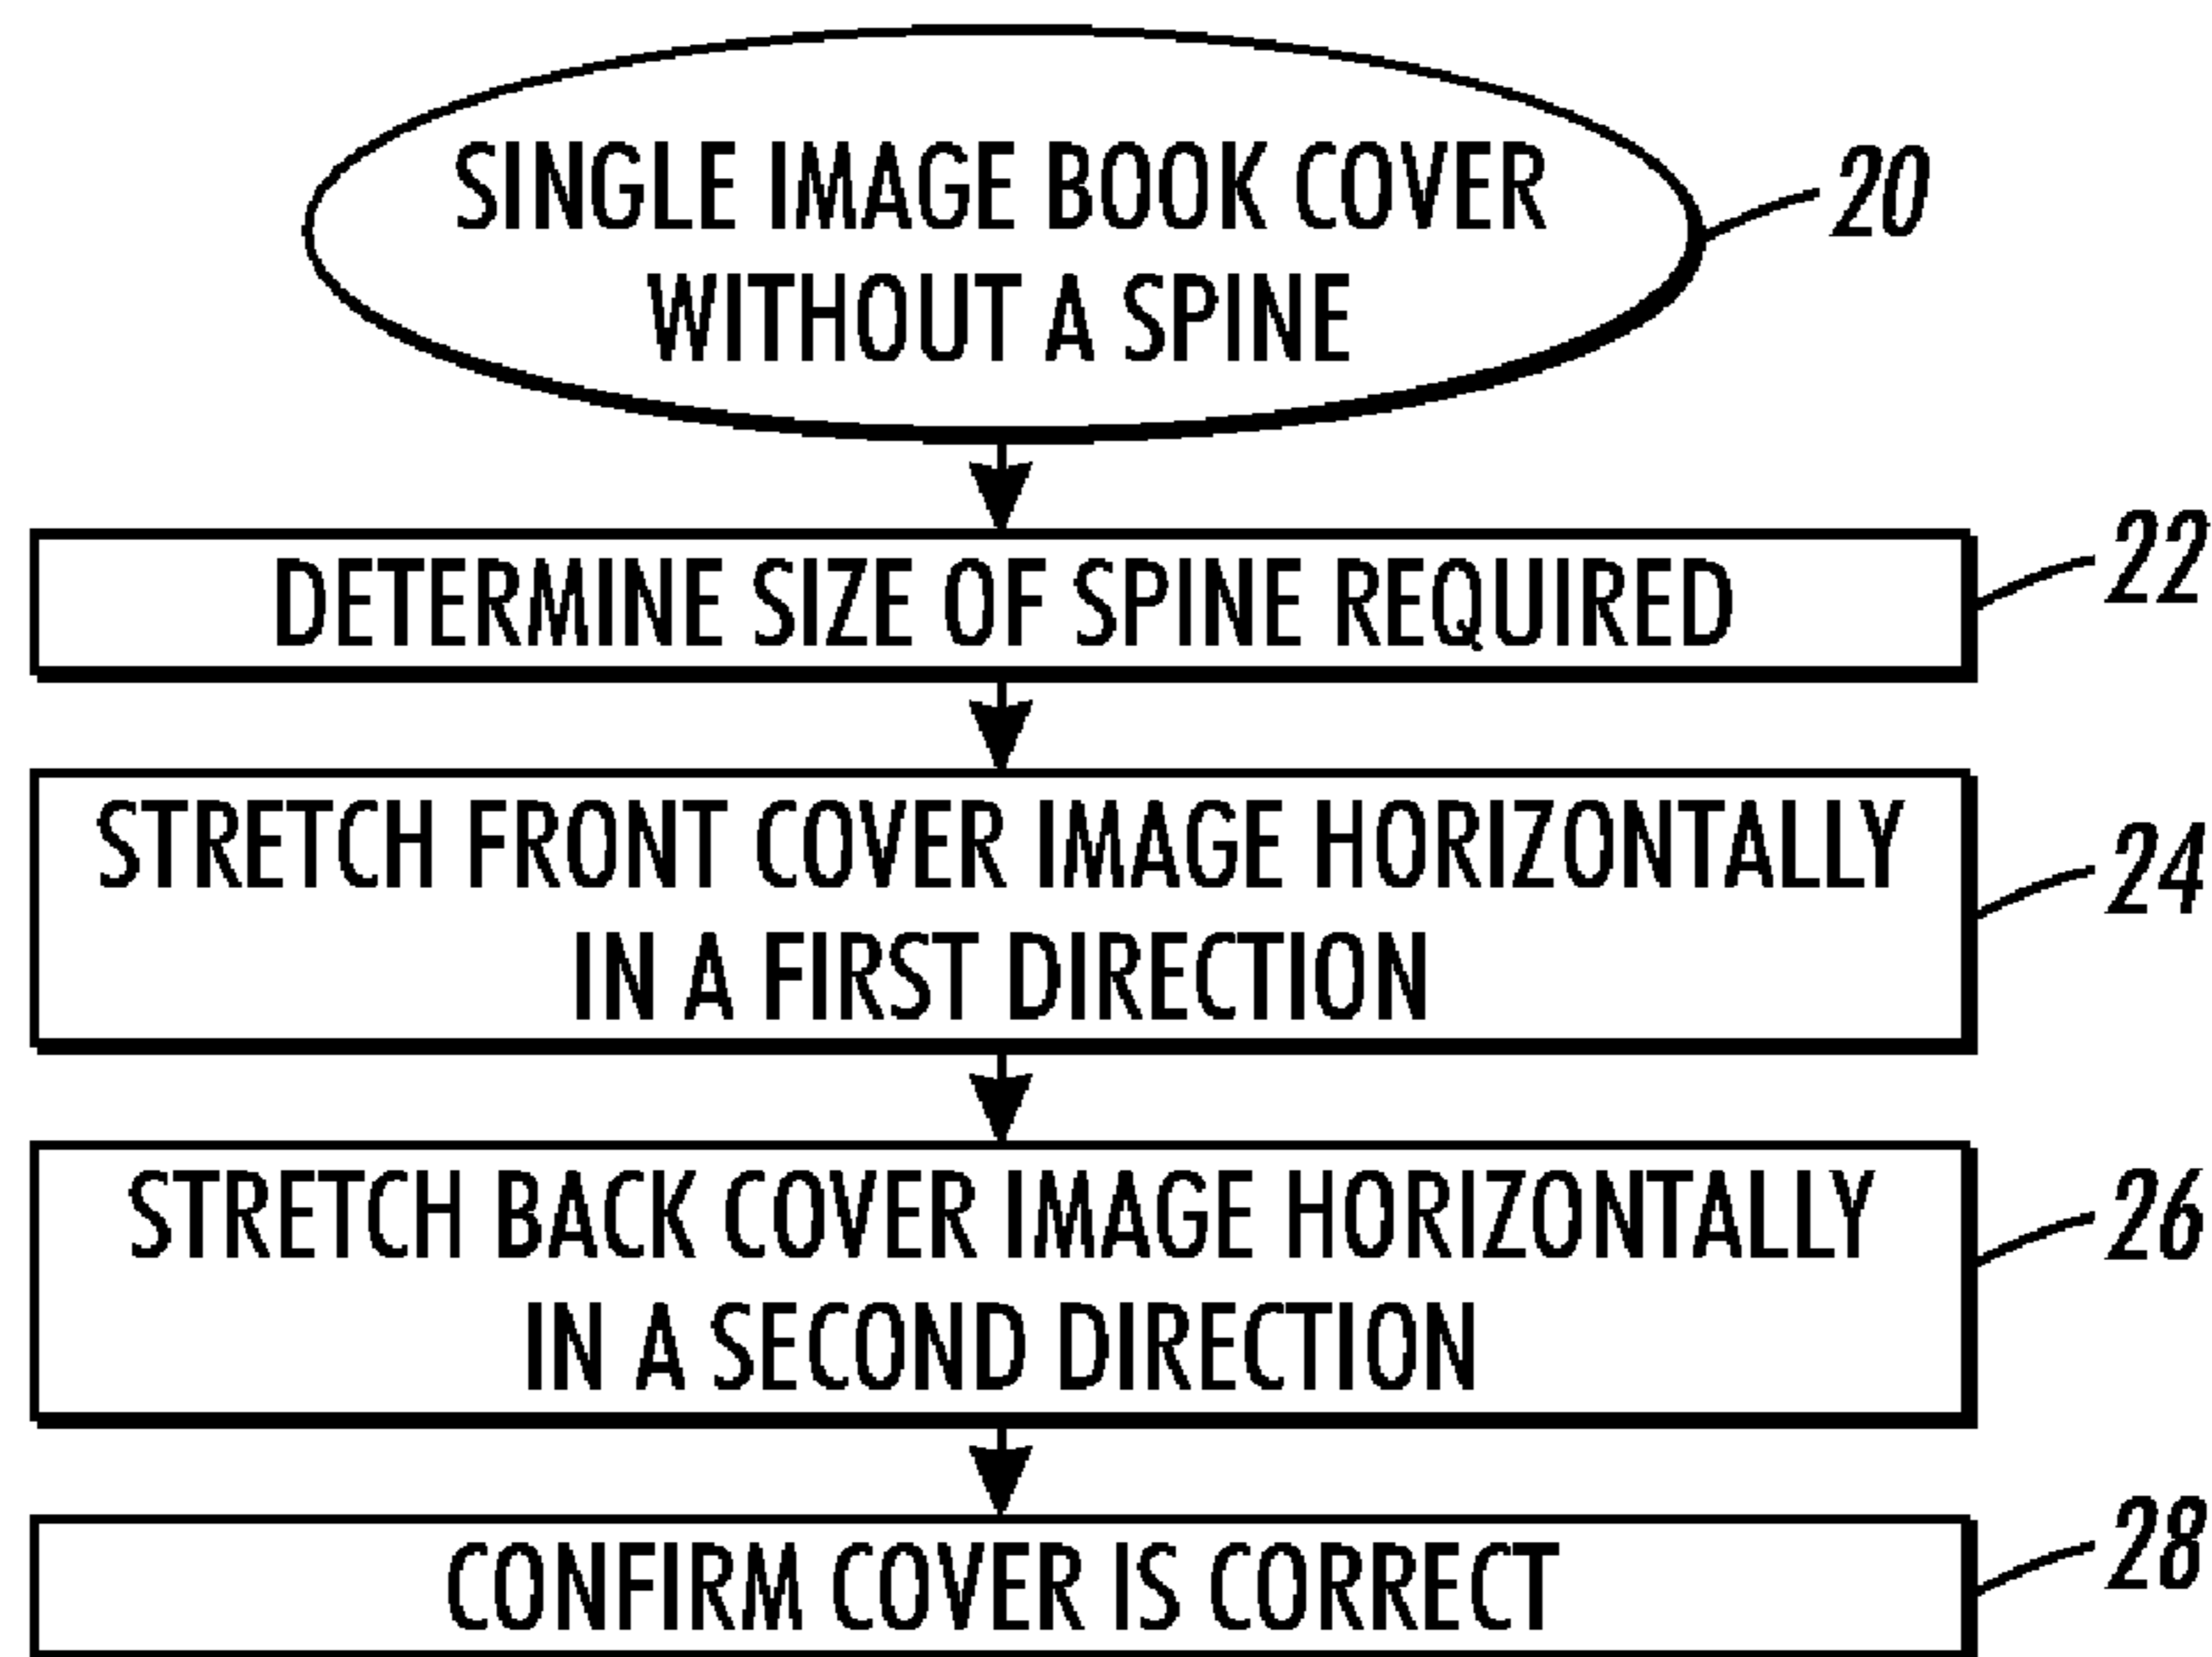 SINGLE IMAGE BOOK COVER
WITHOUT A SPINE
20
DETERMINE SIZE OF SPINE REQUIRED
22
STRETCH FRONT COVER IMAGE HORIZONTALLY
IN A FIRST DIRECTION
24
STRETCH BACK COVER IMAGE HORIZONTALLY
IN A SECOND DIRECTION
26
CONFIRM COVER IS CORRECT
28